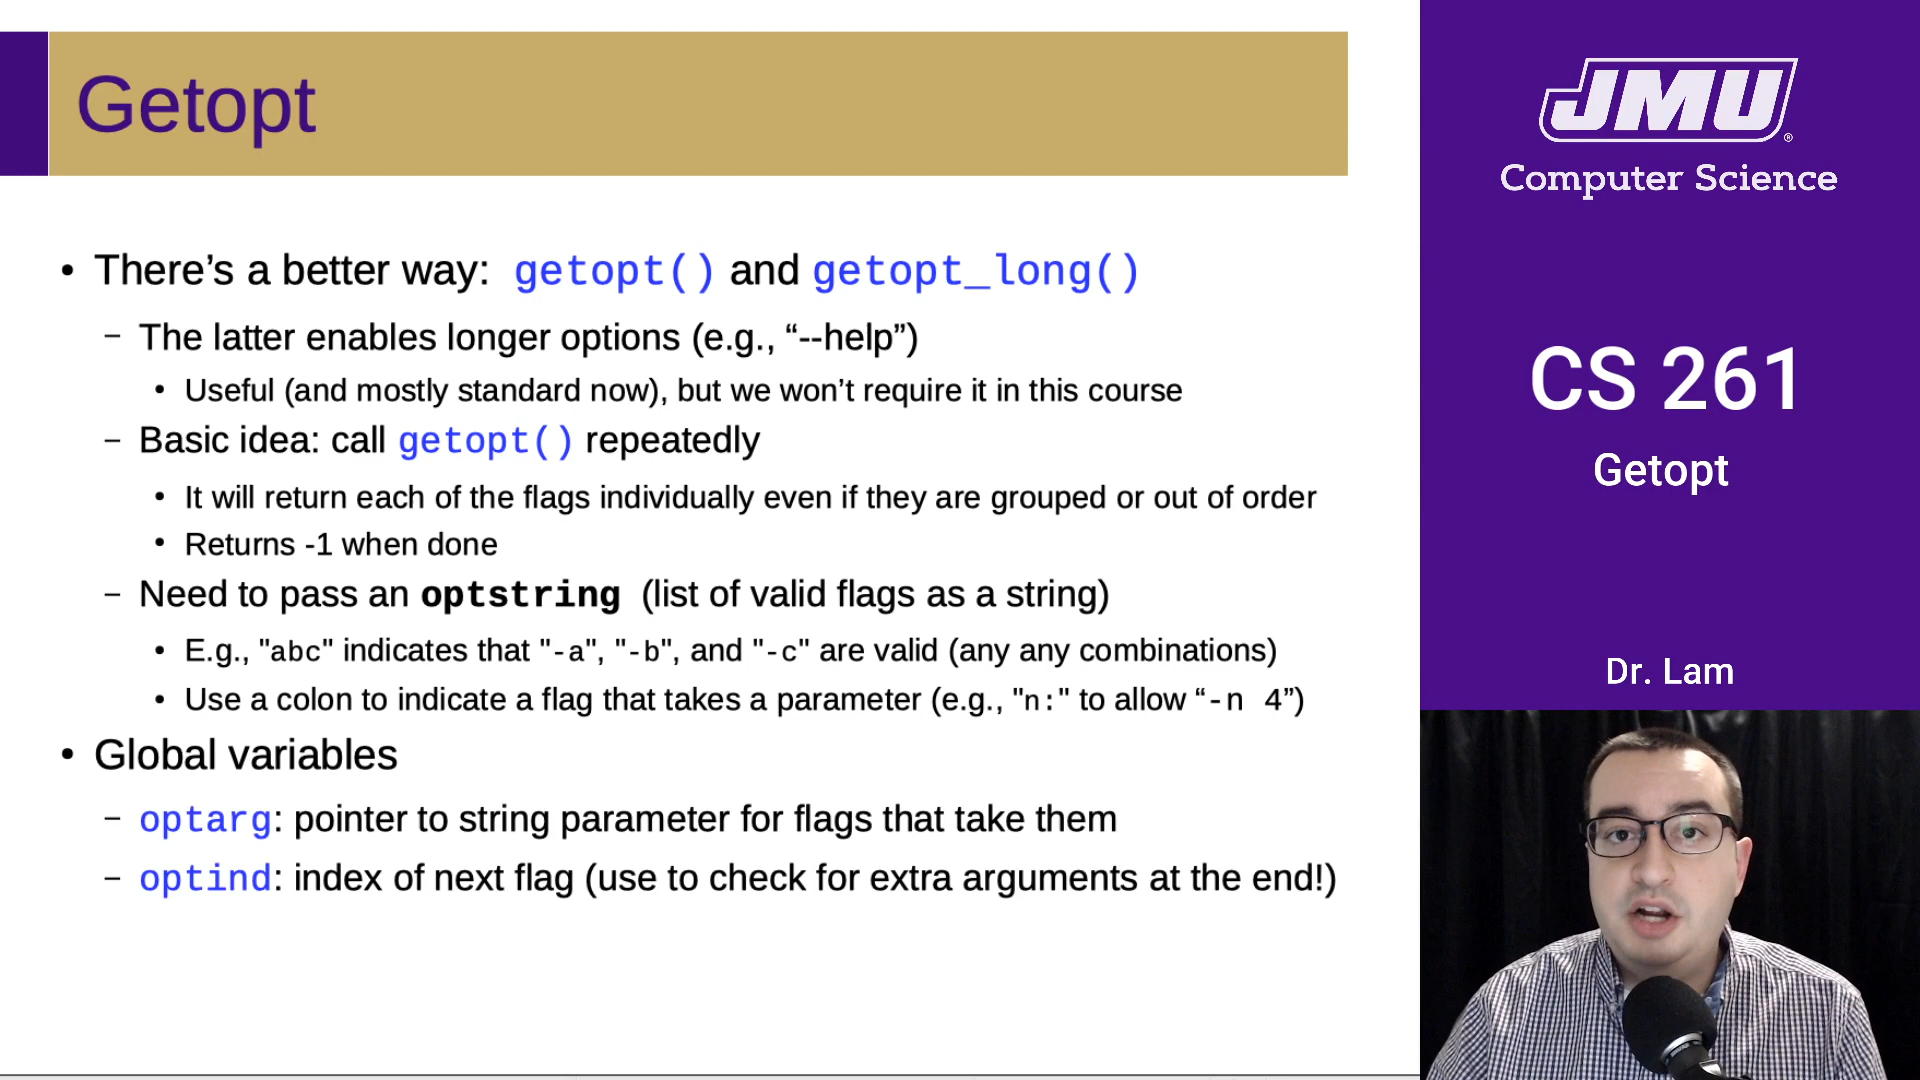 Getopt
• There’s a better way: getopt() and getopt_long()
– The latter enables longer options (e.g., “--help”)
• Useful (and mostly standard now), but we won’t require it in this course
– Basic idea: call getopt() repeatedly
• It will return each of the flags individually even if they are grouped or out of order
• Returns -1 when done
– Need to pass an optstring (list of valid flags as a string)
• E.g., "abc" indicates that "-a", "-b", and "-c" are valid (any any combinations)
• Use a colon to indicate a flag that takes a parameter (e.g., "n:" to allow “-n 4”)
• Global variables
– optarg: pointer to string parameter for flags that take them
– optind: index of next flag (use to check for extra arguments at the end!)
JMU®
Computer Science
CS 261
Getopt
Dr. Lam